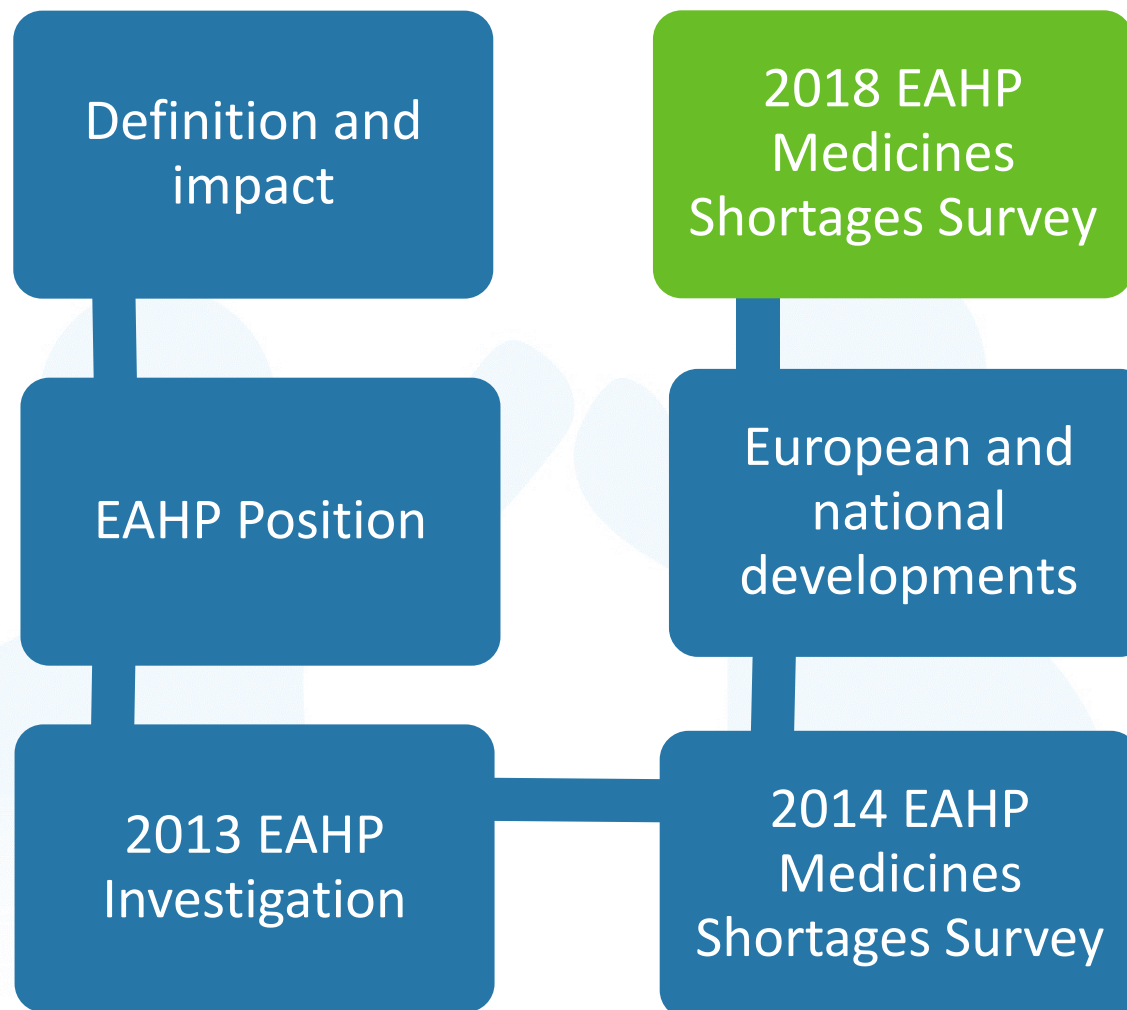 Definition and
impact
EAHP Position
2013 EAHP
Investigation
2014 EAHP
Medicines
Shortages Survey
European and
national
developments
2018 EAHP
Medicines
Shortages Survey